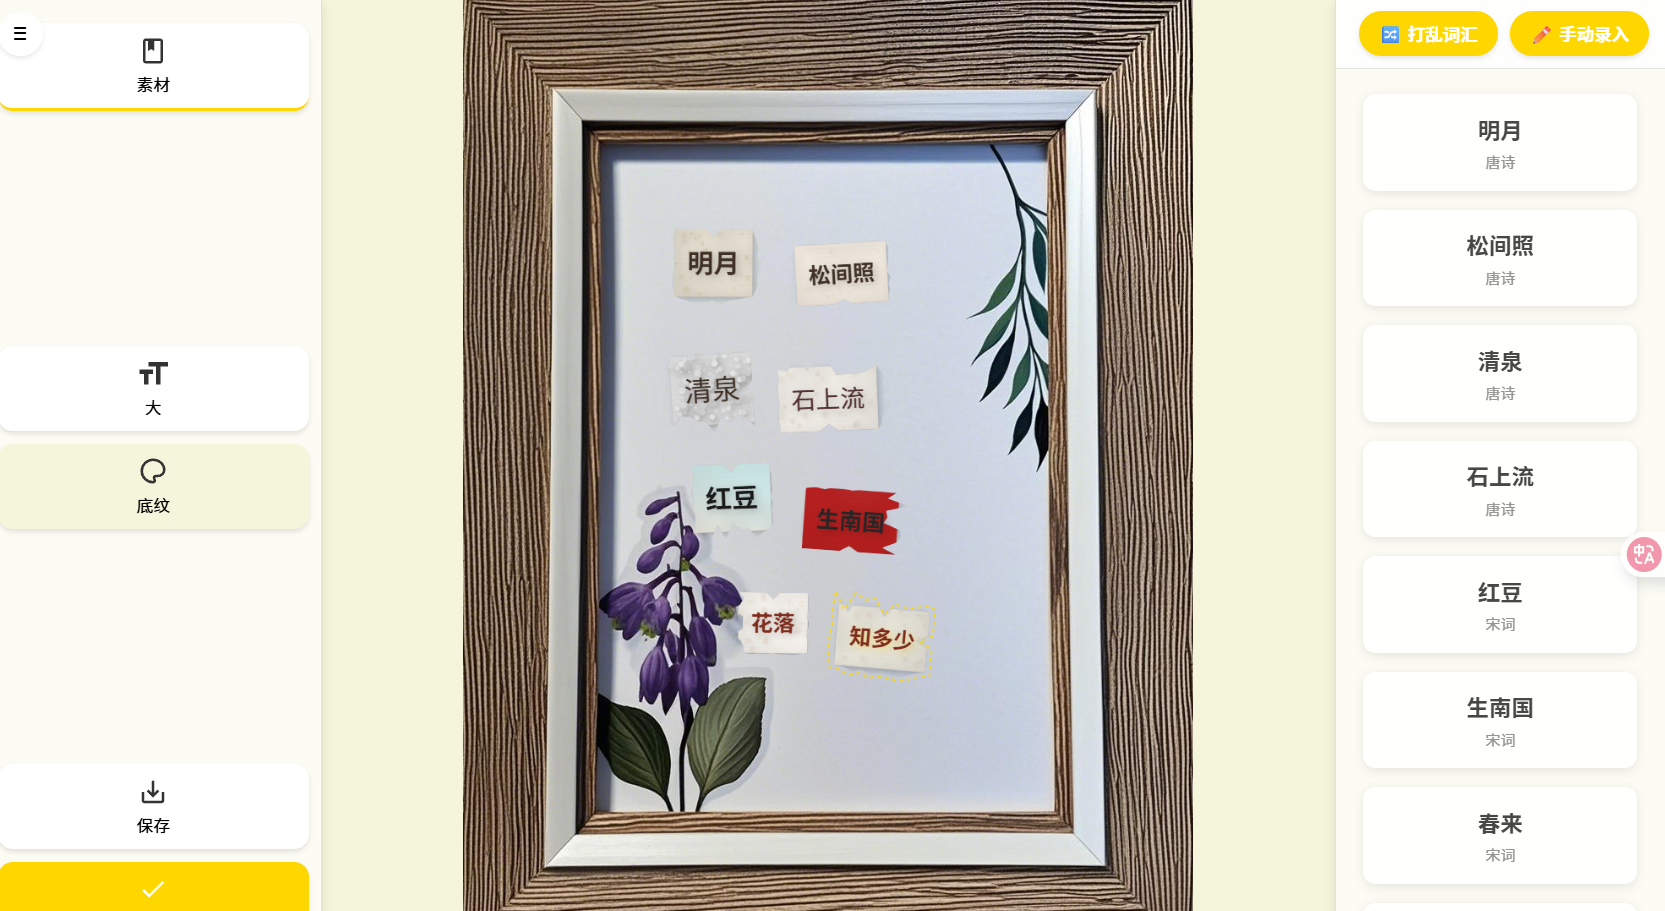 ☰
素材
大
底纹
保存
明月
松间照
清泉
石上流
红豆
生南国
花落
知多少
🔀 打乱词汇
✏️ 手动录入
明月
唐诗
松间照
唐诗
清泉
唐诗
石上流
唐诗
红豆
宋词
生南国
宋词
春来
宋词
中A